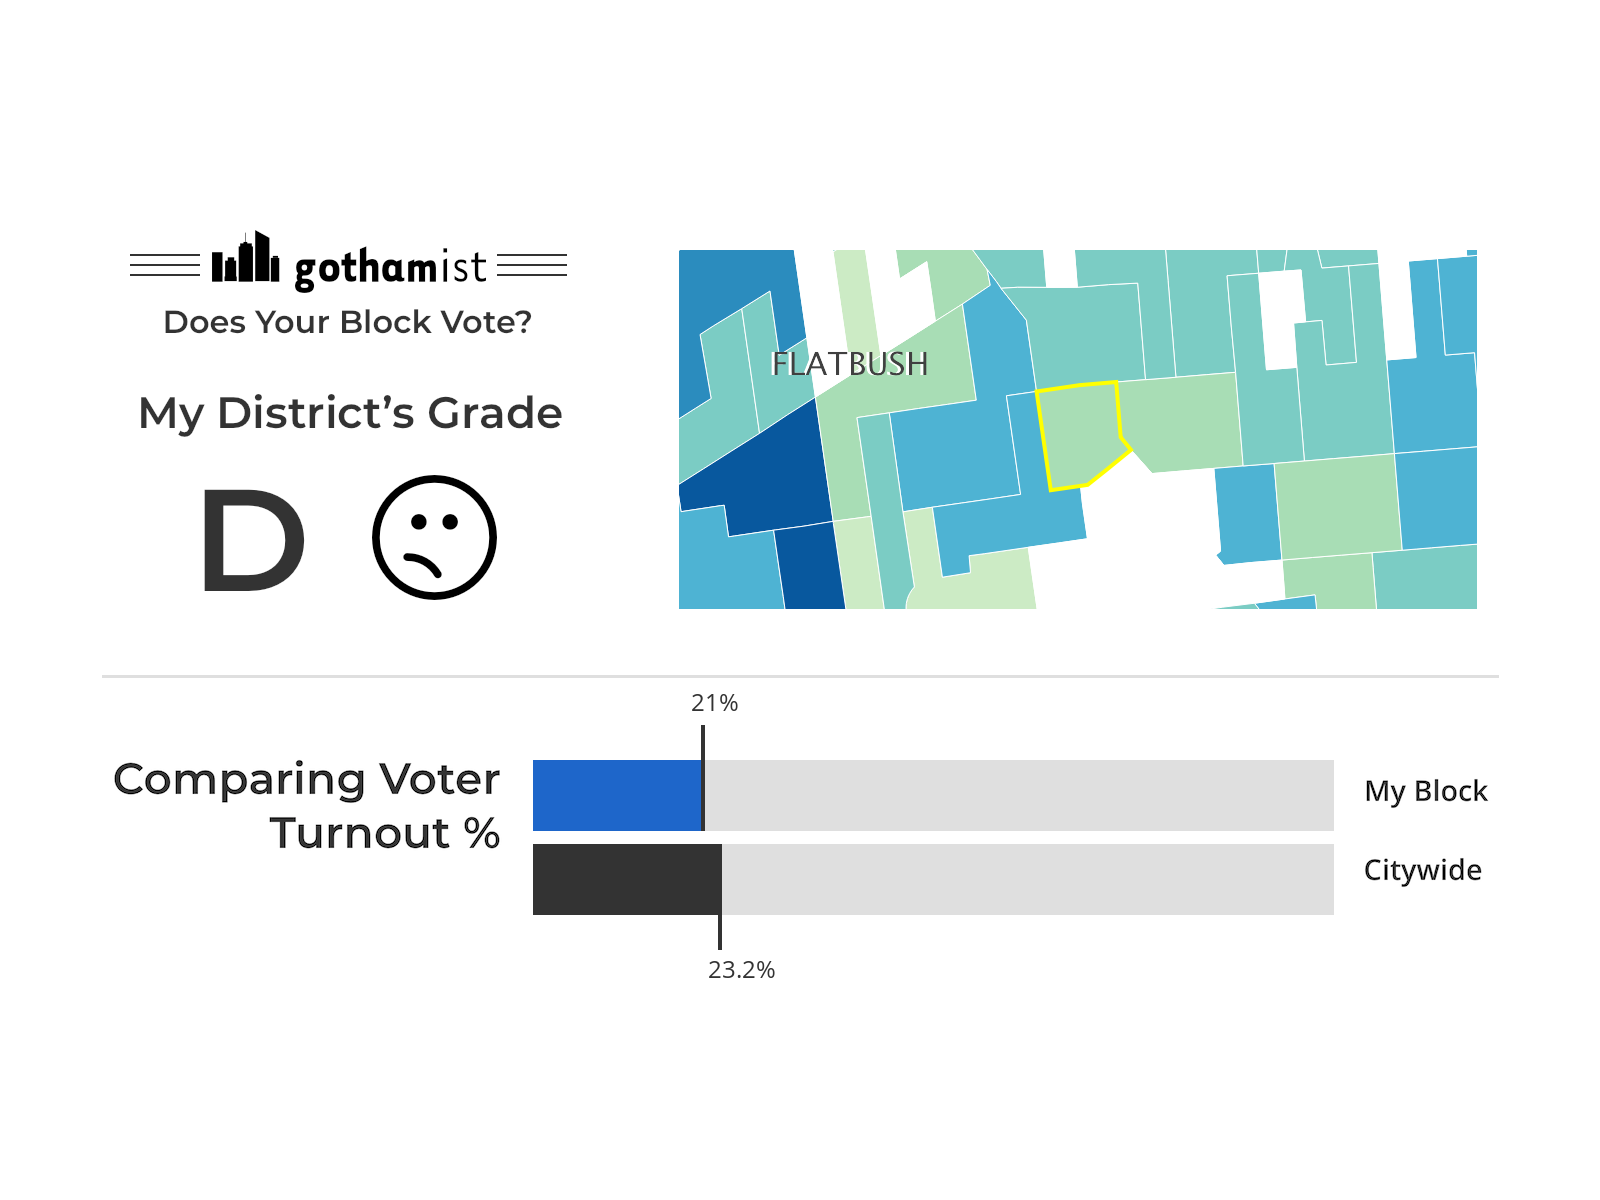 gothamist
Does Your Block Vote?
My District's Grade
D
FLATBUSH
21%
Comparing Voter
Turnout %
My Block
Citywide
23.2%